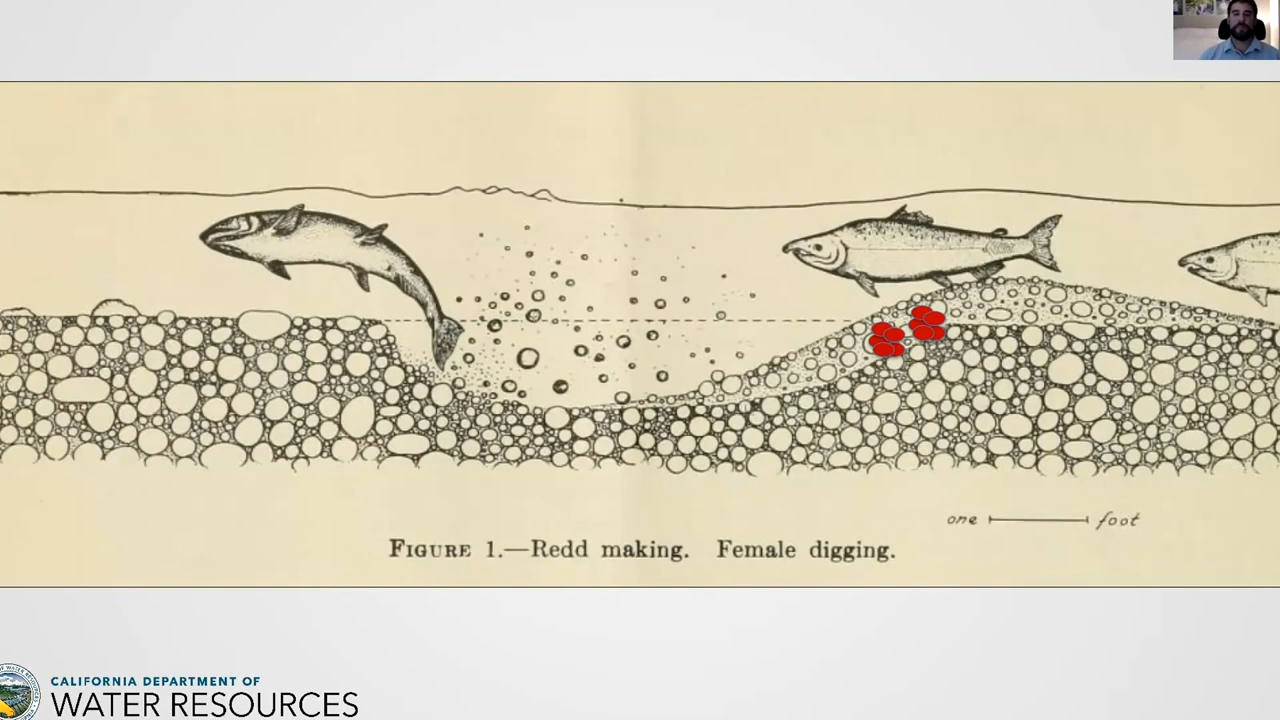 one foot
FIGURE 1.—Redd making. Female digging.
CALIFORNIA DEPARTMENT OF
WATER RESOURCES